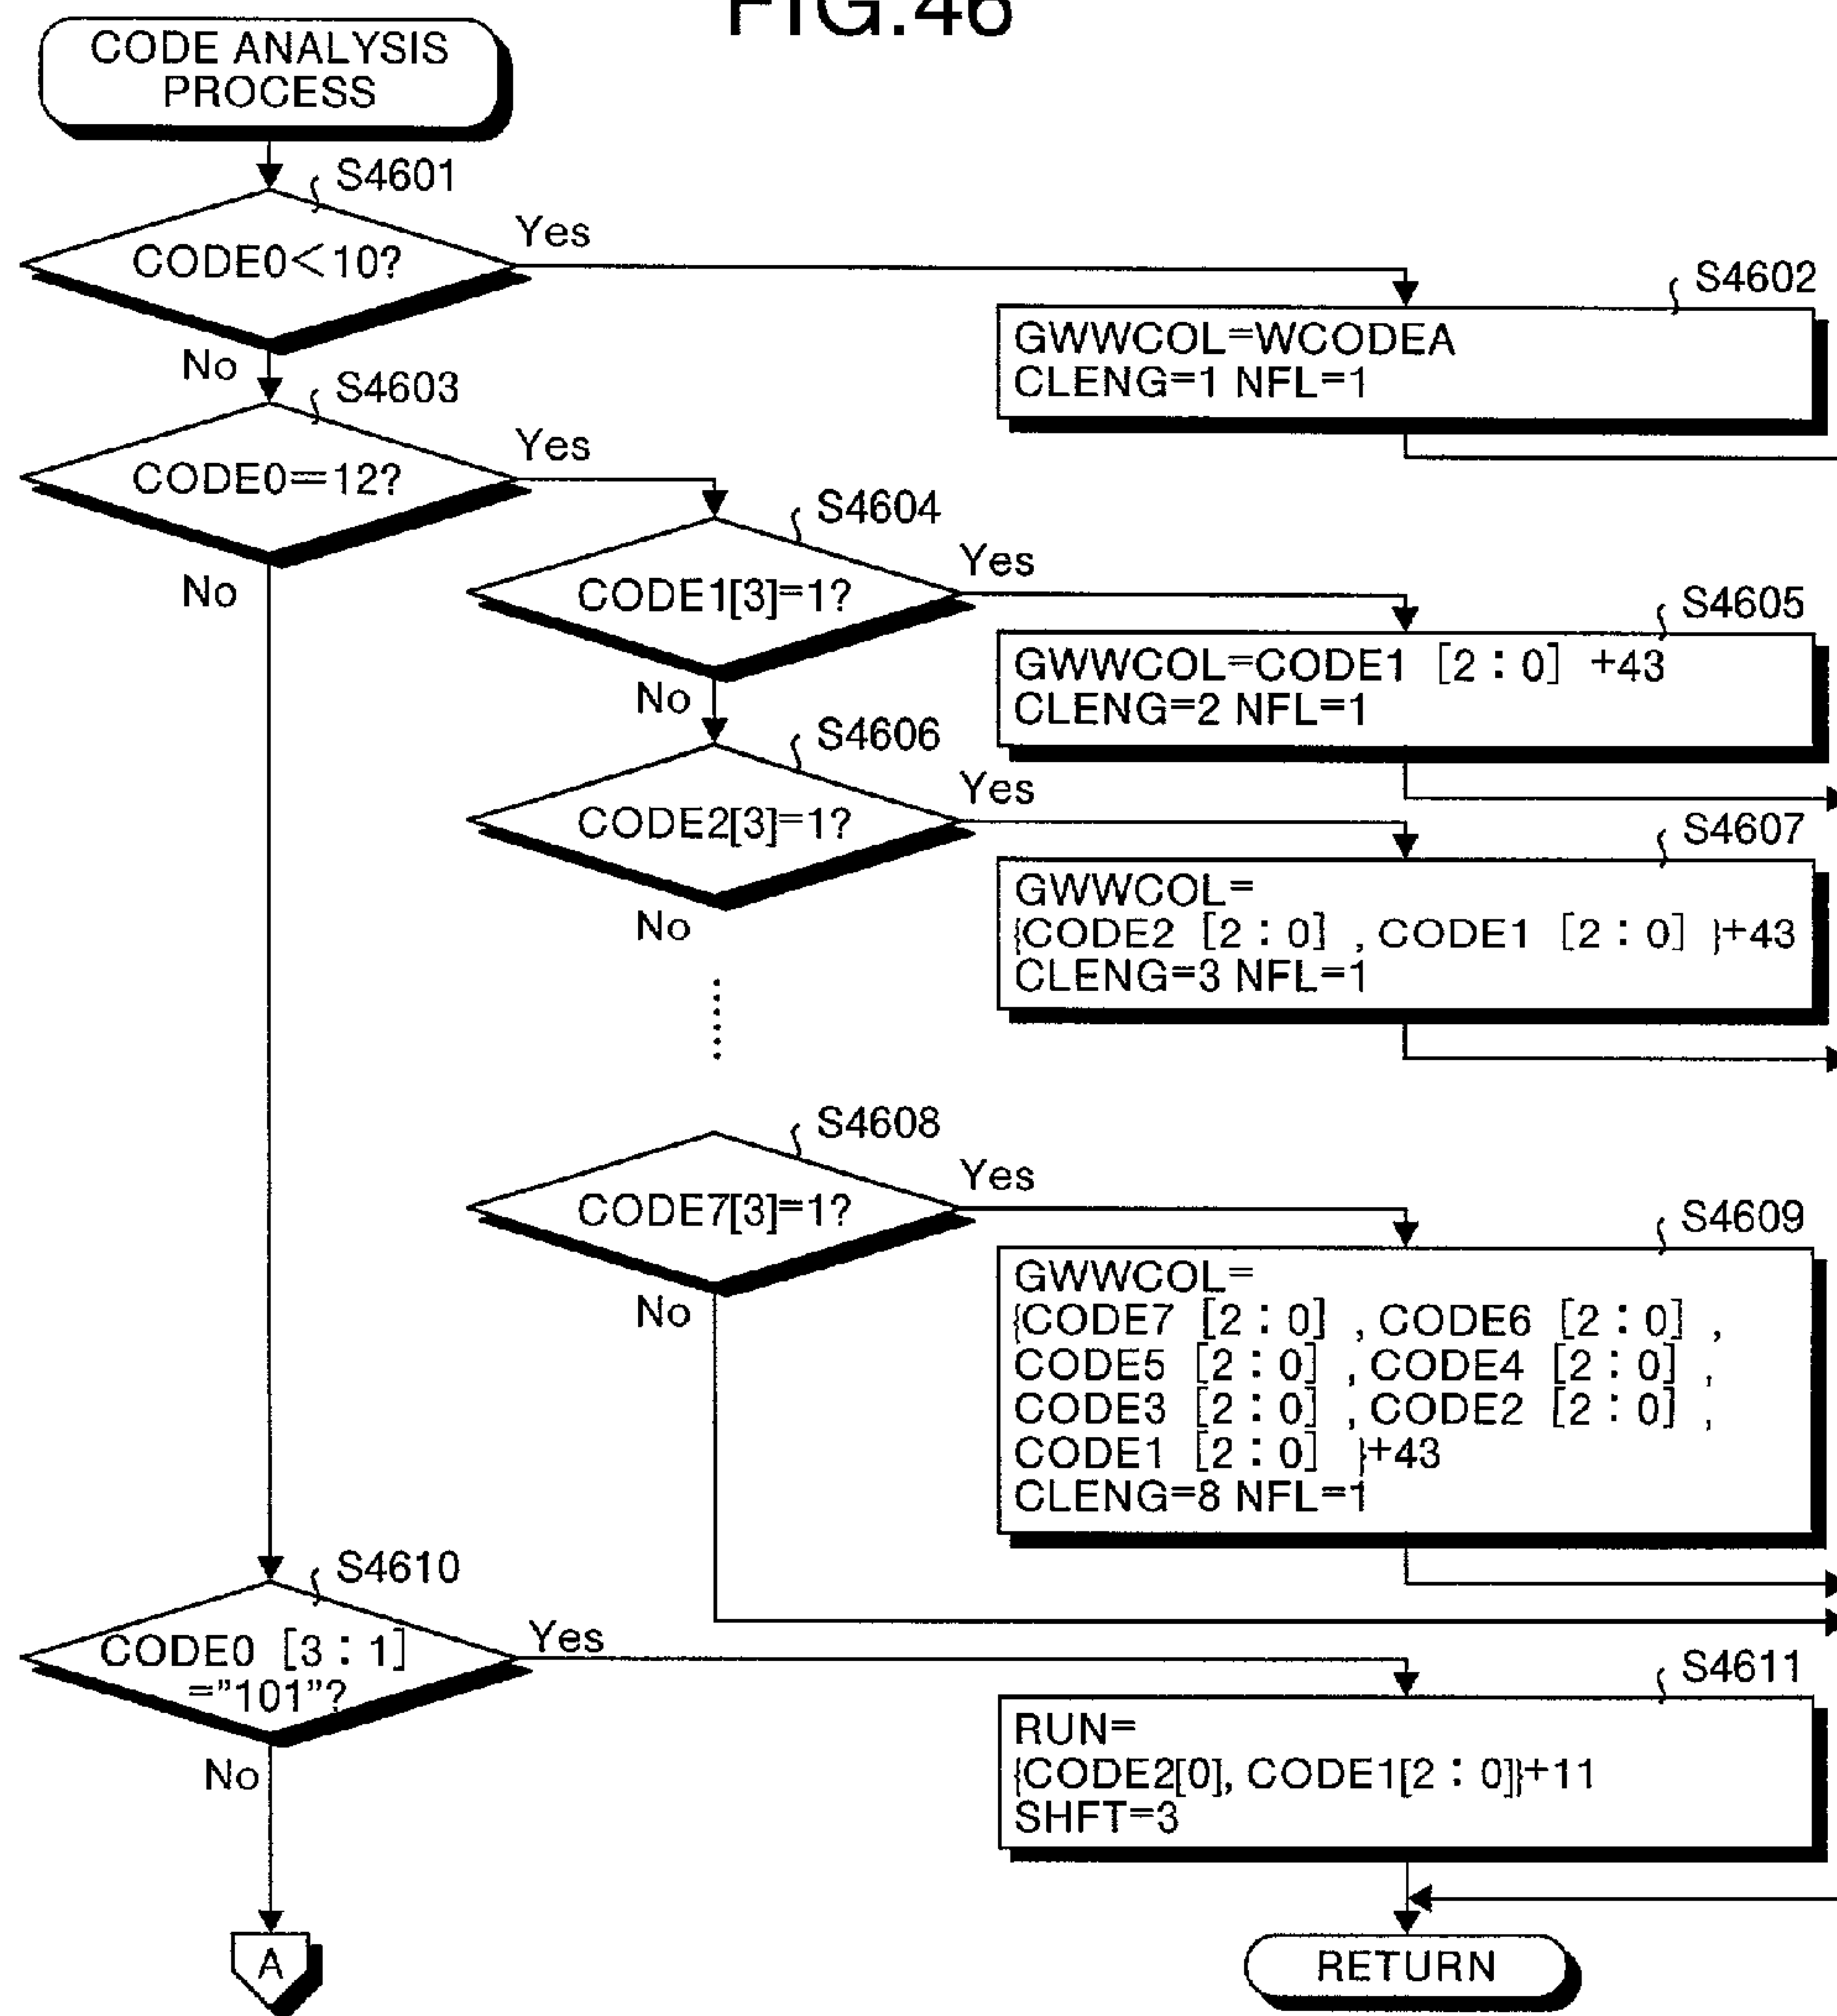 FIG.46
CODE ANALYSIS
PROCESS
S4601
CODE0<10?
Yes
No
S4602
GWWCOL=WCODEA
CLENG=1 NFL=1
S4603
CODE0=12?
Yes
No
S4604
CODE1[3]=1?
Yes
No
S4605
GWWCOL=CODE1 [2:0] +43
CLENG=2 NFL=1
S4606
CODE2[3]=1?
Yes
No
S4607
GWWCOL=
{CODE2 [2:0] , CODE1 [2:0] }+43
CLENG=3 NFL=1
S4608
CODE7[3]=1?
Yes
No
S4609
GWWCOL=
{CODE7 [2:0] , CODE6 [2:0] ,
CODE5 [2:0] , CODE4 [2:0] ,
CODE3 [2:0] , CODE2 [2:0] ,
CODE1 [2:0] }+43
CLENG=8 NFL=1
S4610
CODE0 [3:1]
="101"?
Yes
No
S4611
RUN=
{CODE2[0], CODE1[2:0]}+11
SHFT=3
A
RETURN